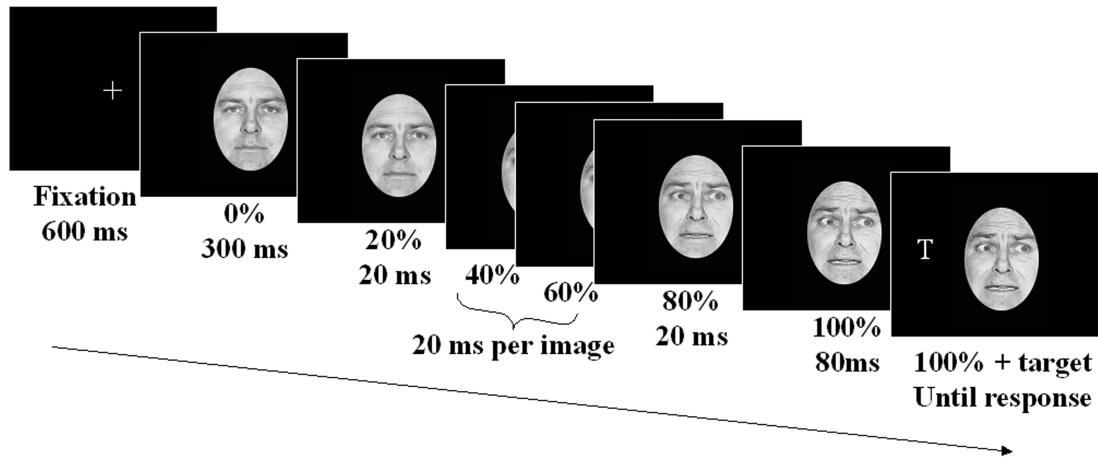 Fixation
600 ms
0%
300 ms
20%
20 ms
40%
60%
20 ms per image
80%
20 ms
100%
80ms
T
100% + target
Until response